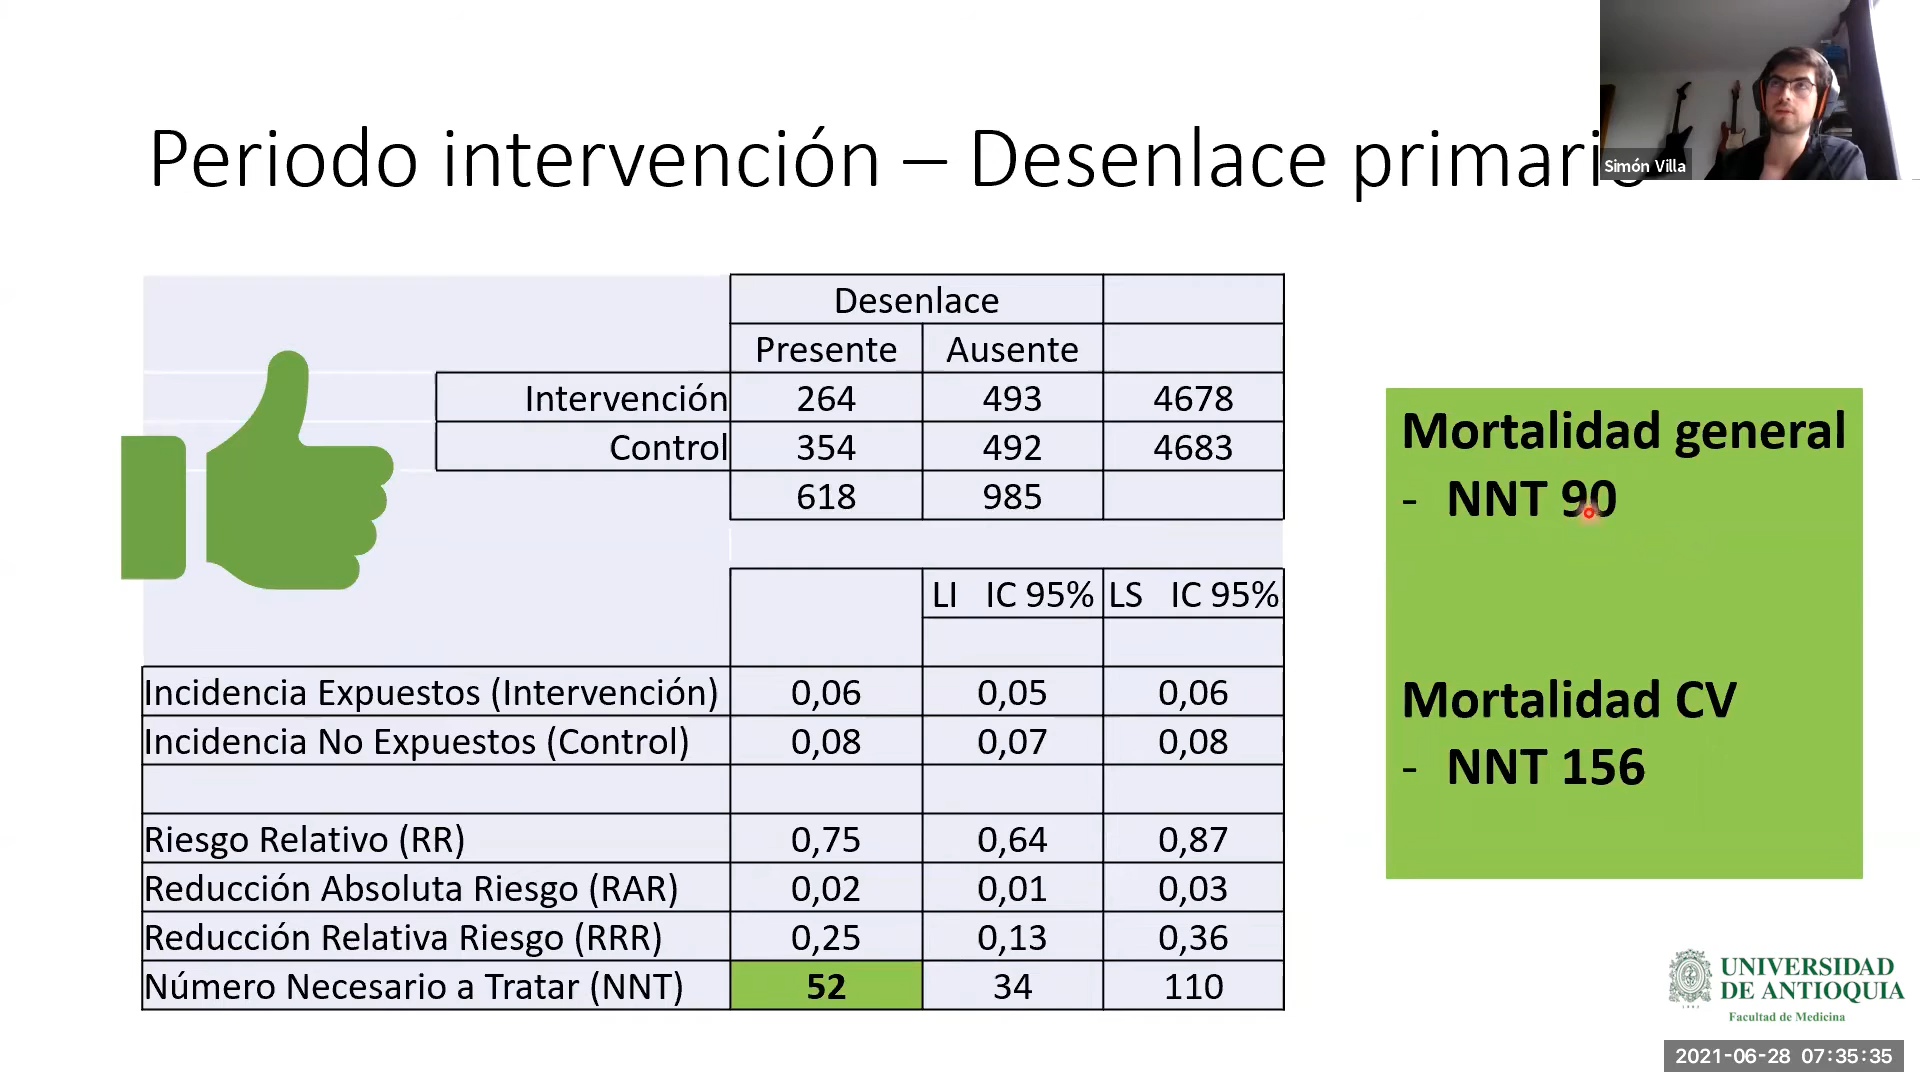 Simón Villa
Periodo intervención – Desenlace primario
Desenlace
Presente Ausente
Intervención 264 493 4678
Control 354 492 4683
618 985
LI IC 95% LS IC 95%
Incidencia Expuestos (Intervención) 0,06 0,05 0,06
Incidencia No Expuestos (Control) 0,08 0,07 0,08
Riesgo Relativo (RR) 0,75 0,64 0,87
Reducción Absoluta Riesgo (RAR) 0,02 0,01 0,03
Reducción Relativa Riesgo (RRR) 0,25 0,13 0,36
Número Necesario a Tratar (NNT) 52 34 110
Mortalidad general
- NNT 90
Mortalidad CV
- NNT 156
UNIVERSIDAD
DE ANTIOQUIA
Facultad de Medicina
2021-06-28 07:35:35